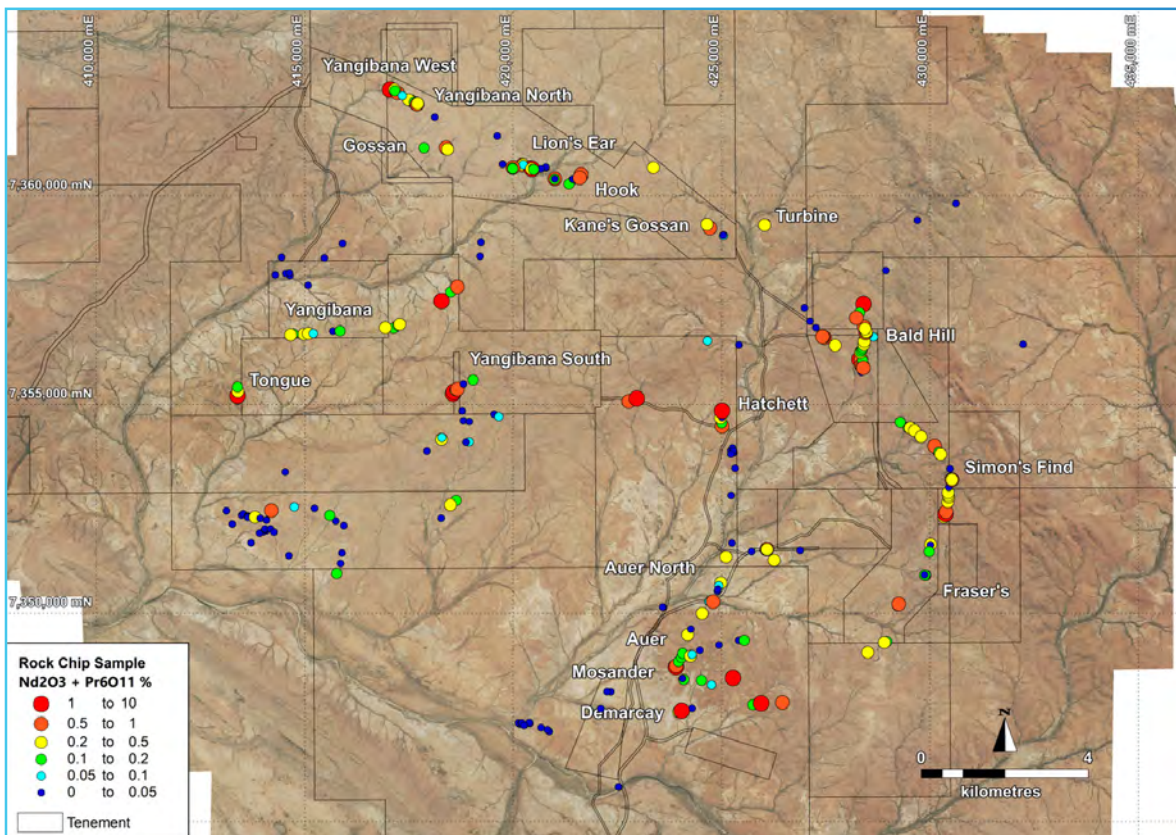 410,000 mE
415,000 mE
420,000 mE
425,000 mE
430,000 mE
435,000 mE
Yangibana West
Yangibana North
Gossan
Lion's Ear
Hook
7,360,000 mN
Kane's Gossan
Turbine
Yangibana
Bald Hill
Yangibana South
Tongue
7,355,000 mN
Hatchett
Simon's Find
Auer North
Fraser's
7,350,000 mN
Auer
Mosander
Demarcay
Rock Chip Sample
Nd2O3 + Pr6O11 %
1 to 10
0.5 to 1
0.2 to 0.5
0.1 to 0.2
0.05 to 0.1
0 to 0.05
Tenement
N
0 4
kilometres